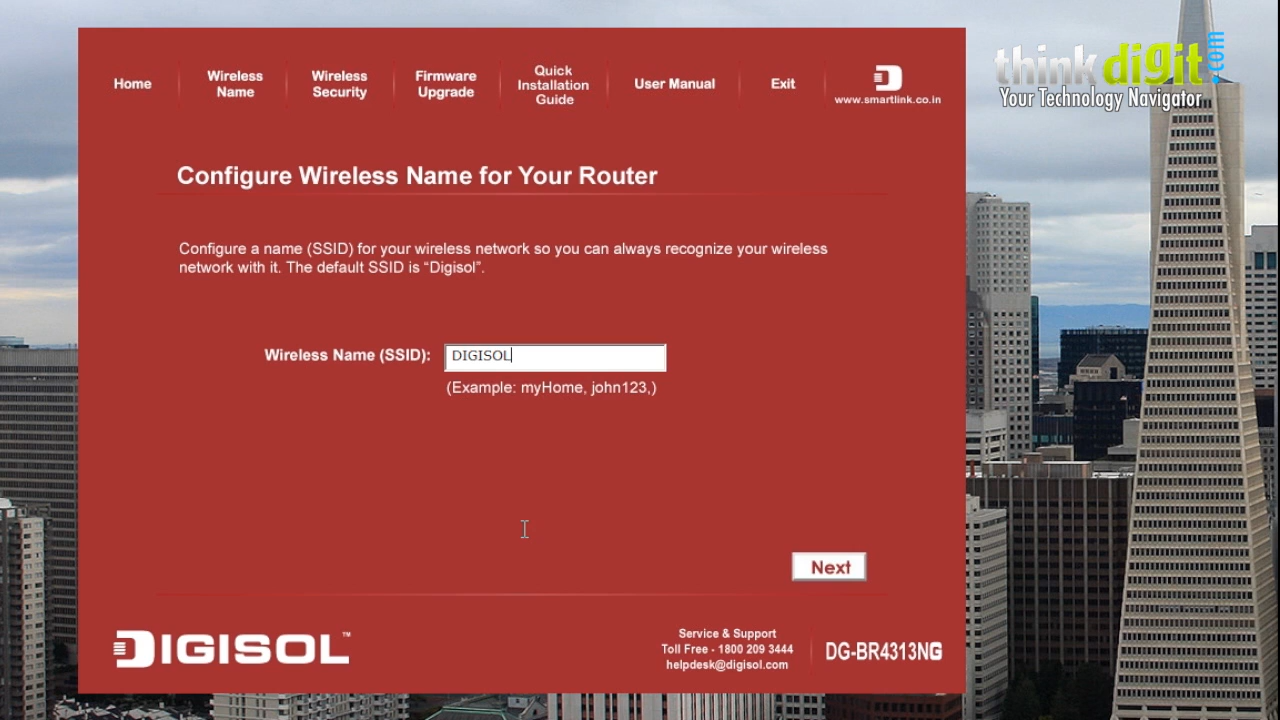 Home
Wireless
Name
Wireless
Security
Firmware
Upgrade
Quick
Installation
Guide
User Manual
Exit
www.smartlink.co.in
thinkdigit.com
Your Technology Navigator
Configure Wireless Name for Your Router
Configure a name (SSID) for your wireless network so you can always recognize your wireless
network with it. The default SSID is “Digisol”.
Wireless Name (SSID): DIGISOL
(Example: myHome, john123,)
Next
DIGISOL™
Service & Support
Toll Free - 1800 209 3444
helpdesk@digisol.com
DG-BR4313NG